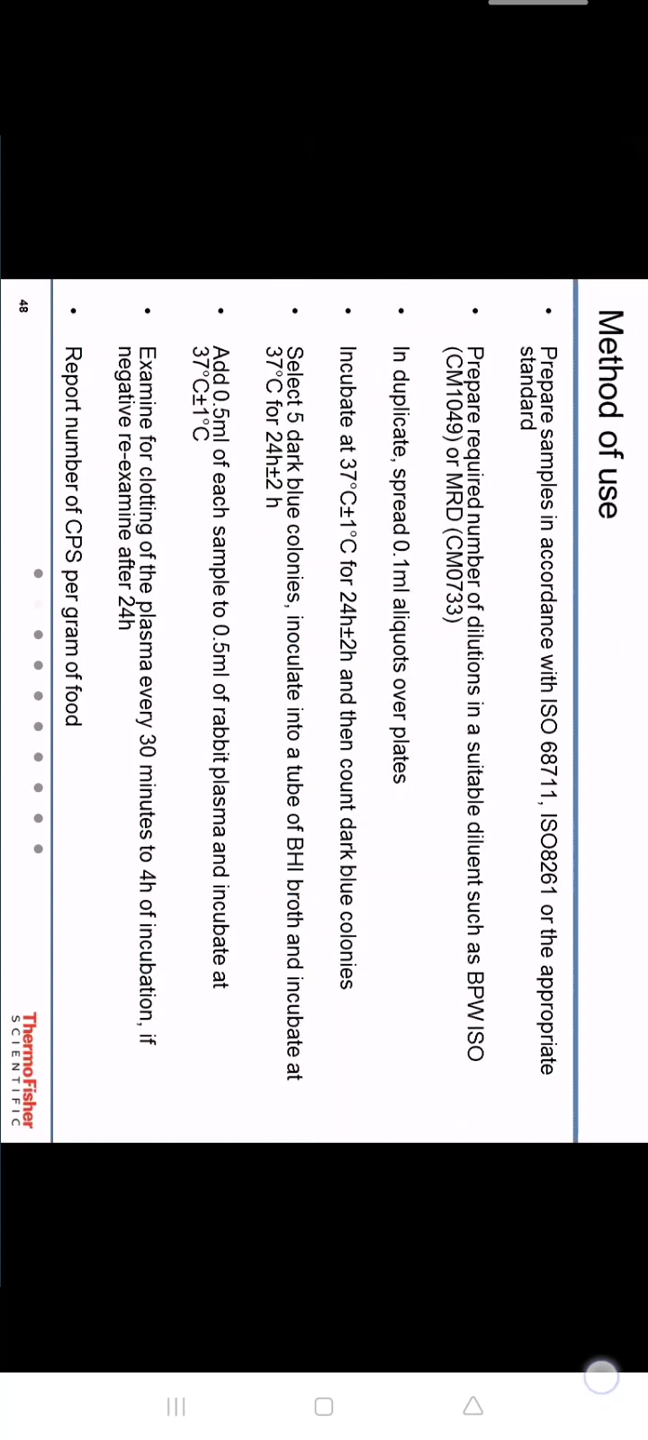 Method of use
• Prepare samples in accordance with ISO 68711, ISO8261 or the appropriate
standard
• Prepare required number of dilutions in a suitable diluent such as BPW ISO
(CM1049) or MRD (CM0733)
• In duplicate, spread 0.1ml aliquots over plates
• Incubate at 37°C±1°C for 24h±2h and then count dark blue colonies
• Select 5 dark blue colonies, inoculate into a tube of BHI broth and incubate at
37°C for 24h±2 h
• Add 0.5ml of each sample to 0.5ml of rabbit plasma and incubate at
37°C±1°C
• Examine for clotting of the plasma every 30 minutes to 4h of incubation, if
negative re-examine after 24h
• Report number of CPS per gram of food
48
ThermoFisher
SCIENTIFIC